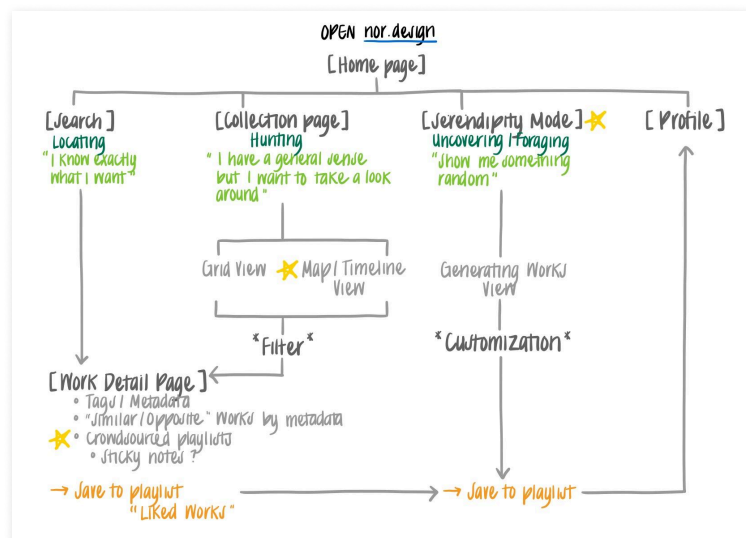 OPEN nor.design
[Home page]
[Search]
Locating
"I know exactly
what I want"
[Collection page]
Hunting
"I have a general sense
but I want to take a look
around"
[Serendipity Mode]
Uncovering / Foraging
"Show me something
random"
[Profile]
Grid View
Map / Timeline
View
Generating Works
View
*Filter*
*Customization*
[Work Detail Page]
• Tags / Metadata
• "Similar / Opposite" Works by metadata
• Crowdsourced playlists
• Sticky notes?
→ Save to playlist
"Liked Works"
→ Save to playlist